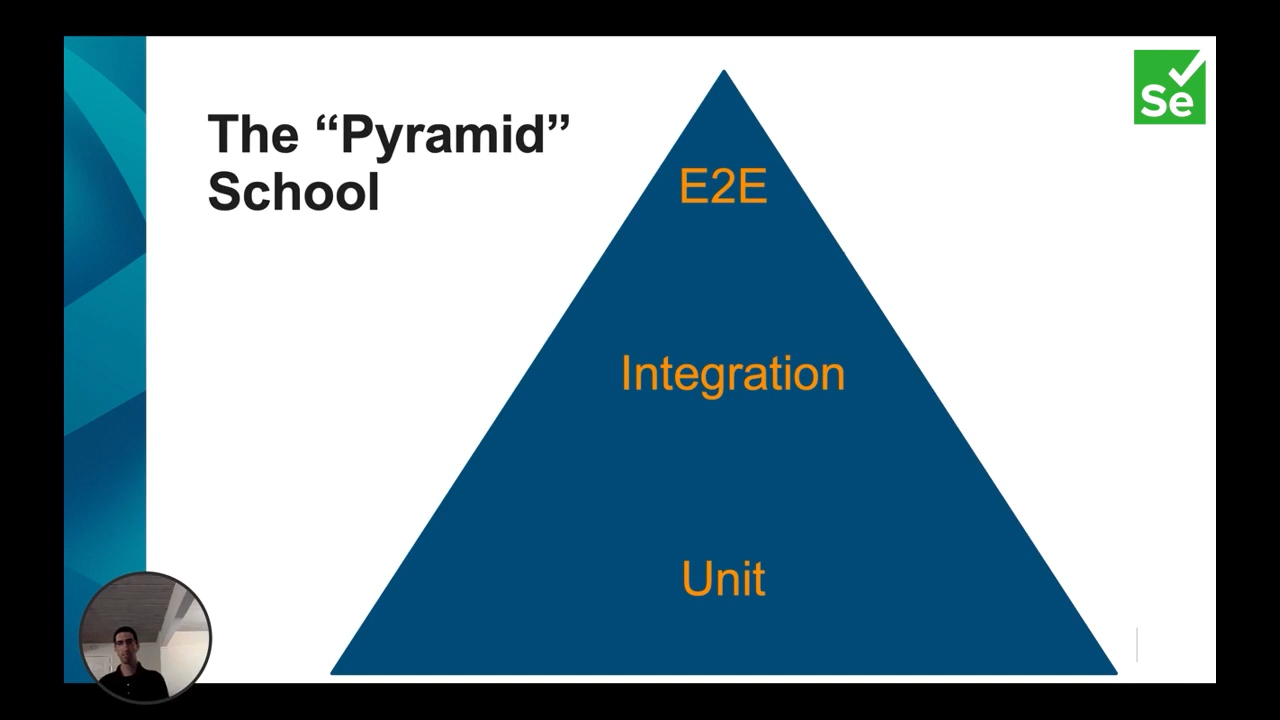 The “Pyramid”
School
Se
E2E
Integration
Unit